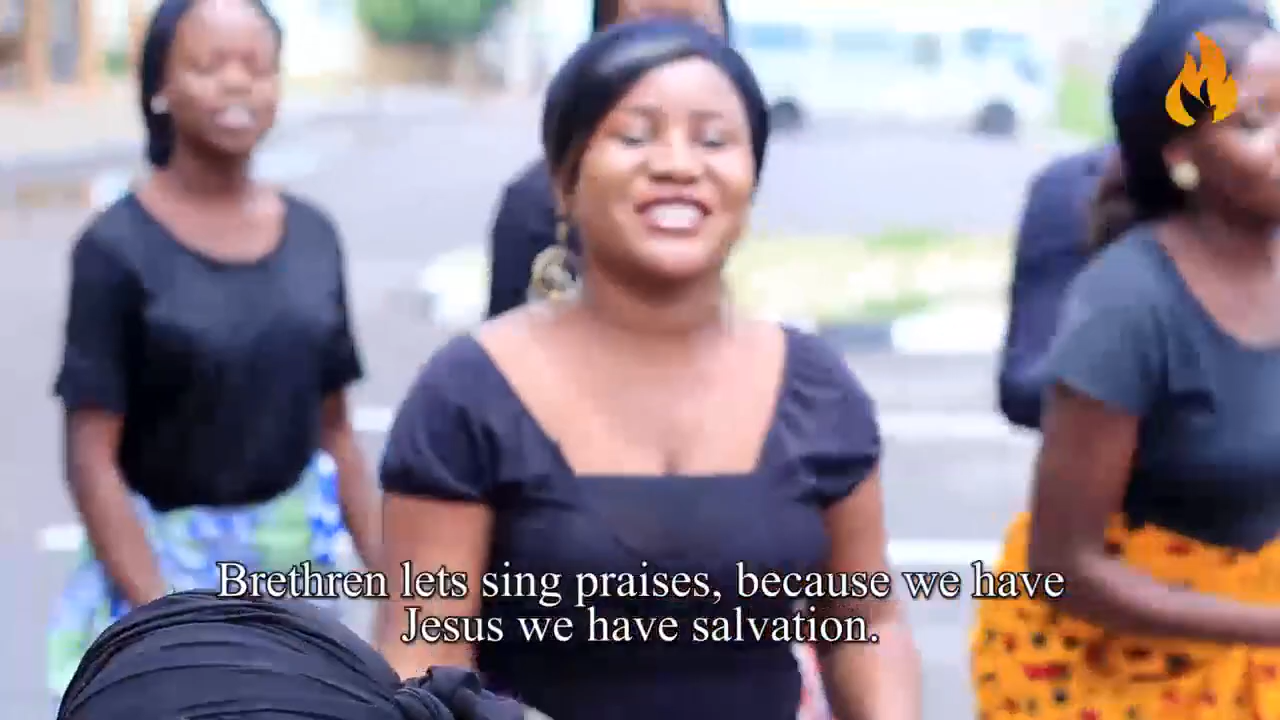 Brethren lets sing praises, because we have
Jesus we have salvation.